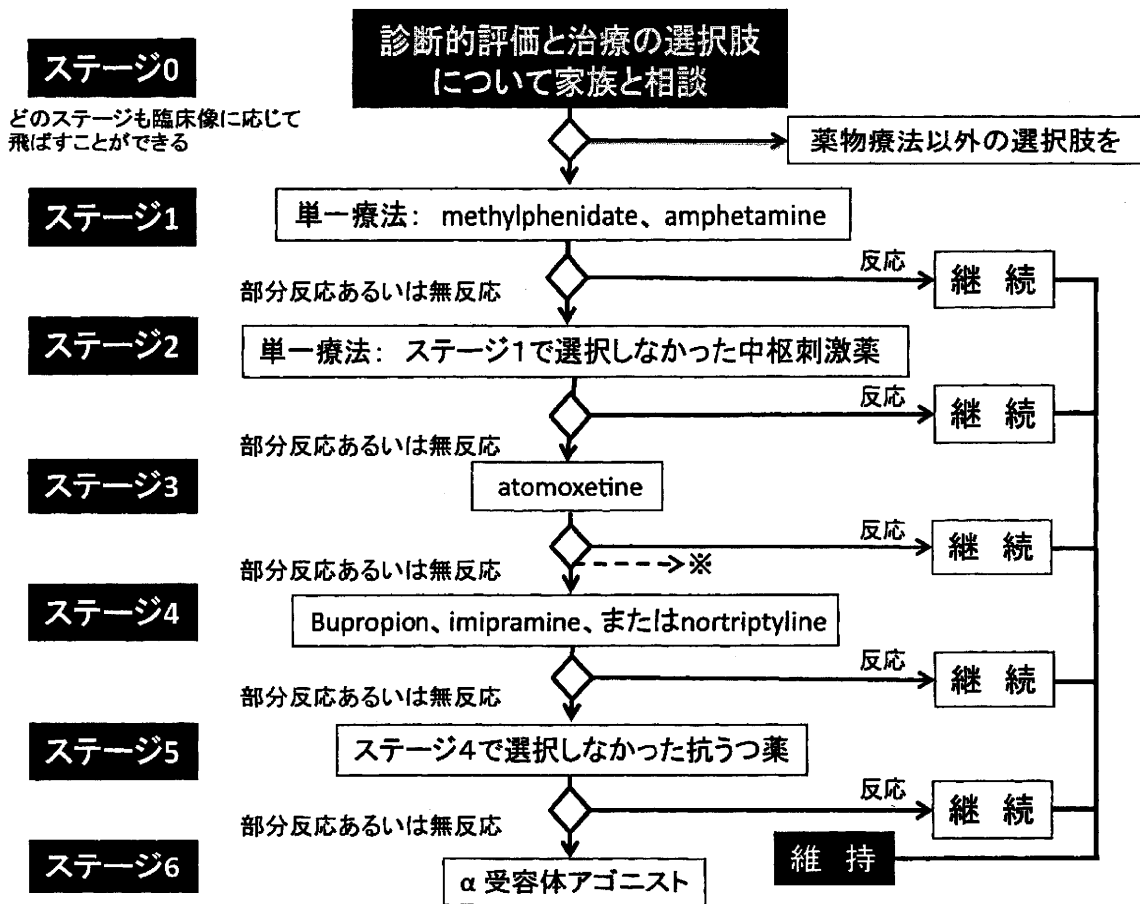 ステージ0
診断的評価と治療の選択肢
について家族と相談
どのステージも臨床像に応じて
飛ばすことができる
薬物療法以外の選択肢を
ステージ1
単一療法: methylphenidate、amphetamine
反応
継 続
部分反応あるいは無反応
ステージ2
単一療法: ステージ1で選択しなかった中枢刺激薬
反応
継 続
部分反応あるいは無反応
ステージ3
atomoxetine
反応
継 続
部分反応あるいは無反応
※
ステージ4
Bupropion、imipramine、またはnortriptyline
反応
継 続
部分反応あるいは無反応
ステージ5
ステージ4で選択しなかった抗うつ薬
反応
継 続
部分反応あるいは無反応
維 持
ステージ6
α 受容体アゴニスト